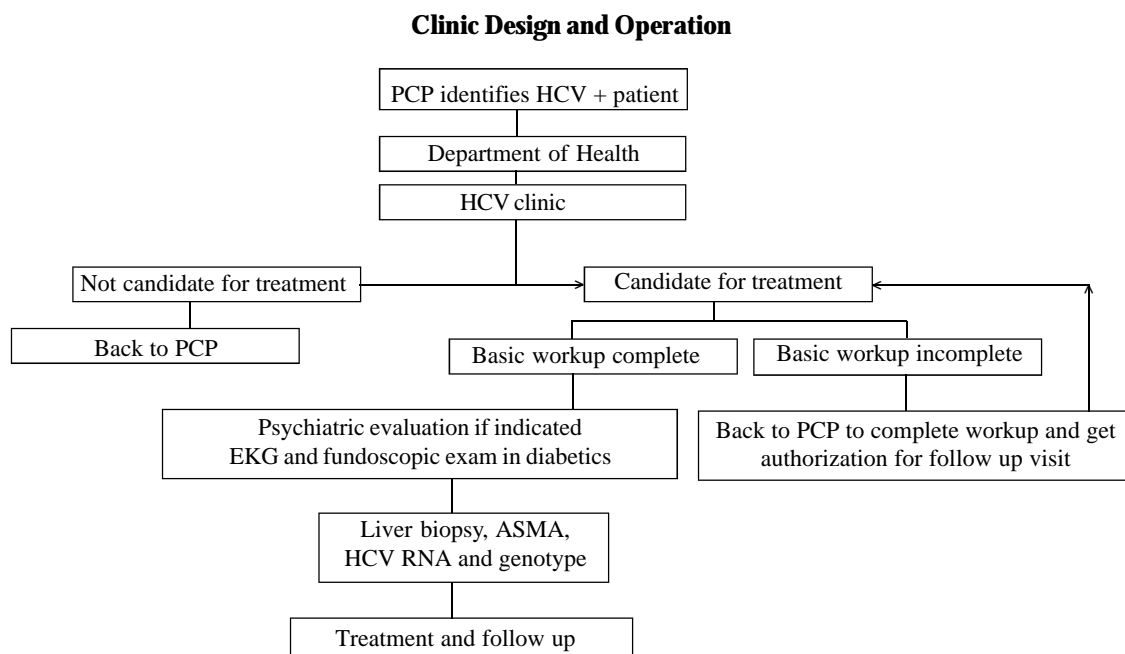 Clinic Design and Operation
PCP identifies HCV + patient
Department of Health
HCV clinic
Not candidate for treatment
Candidate for treatment
Back to PCP
Basic workup complete
Basic workup incomplete
Psychiatric evaluation if indicated
EKG and fundoscopic exam in diabetics
Back to PCP to complete workup and get
authorization for follow up visit
Liver biopsy, ASMA,
HCV RNA and genotype
Treatment and follow up